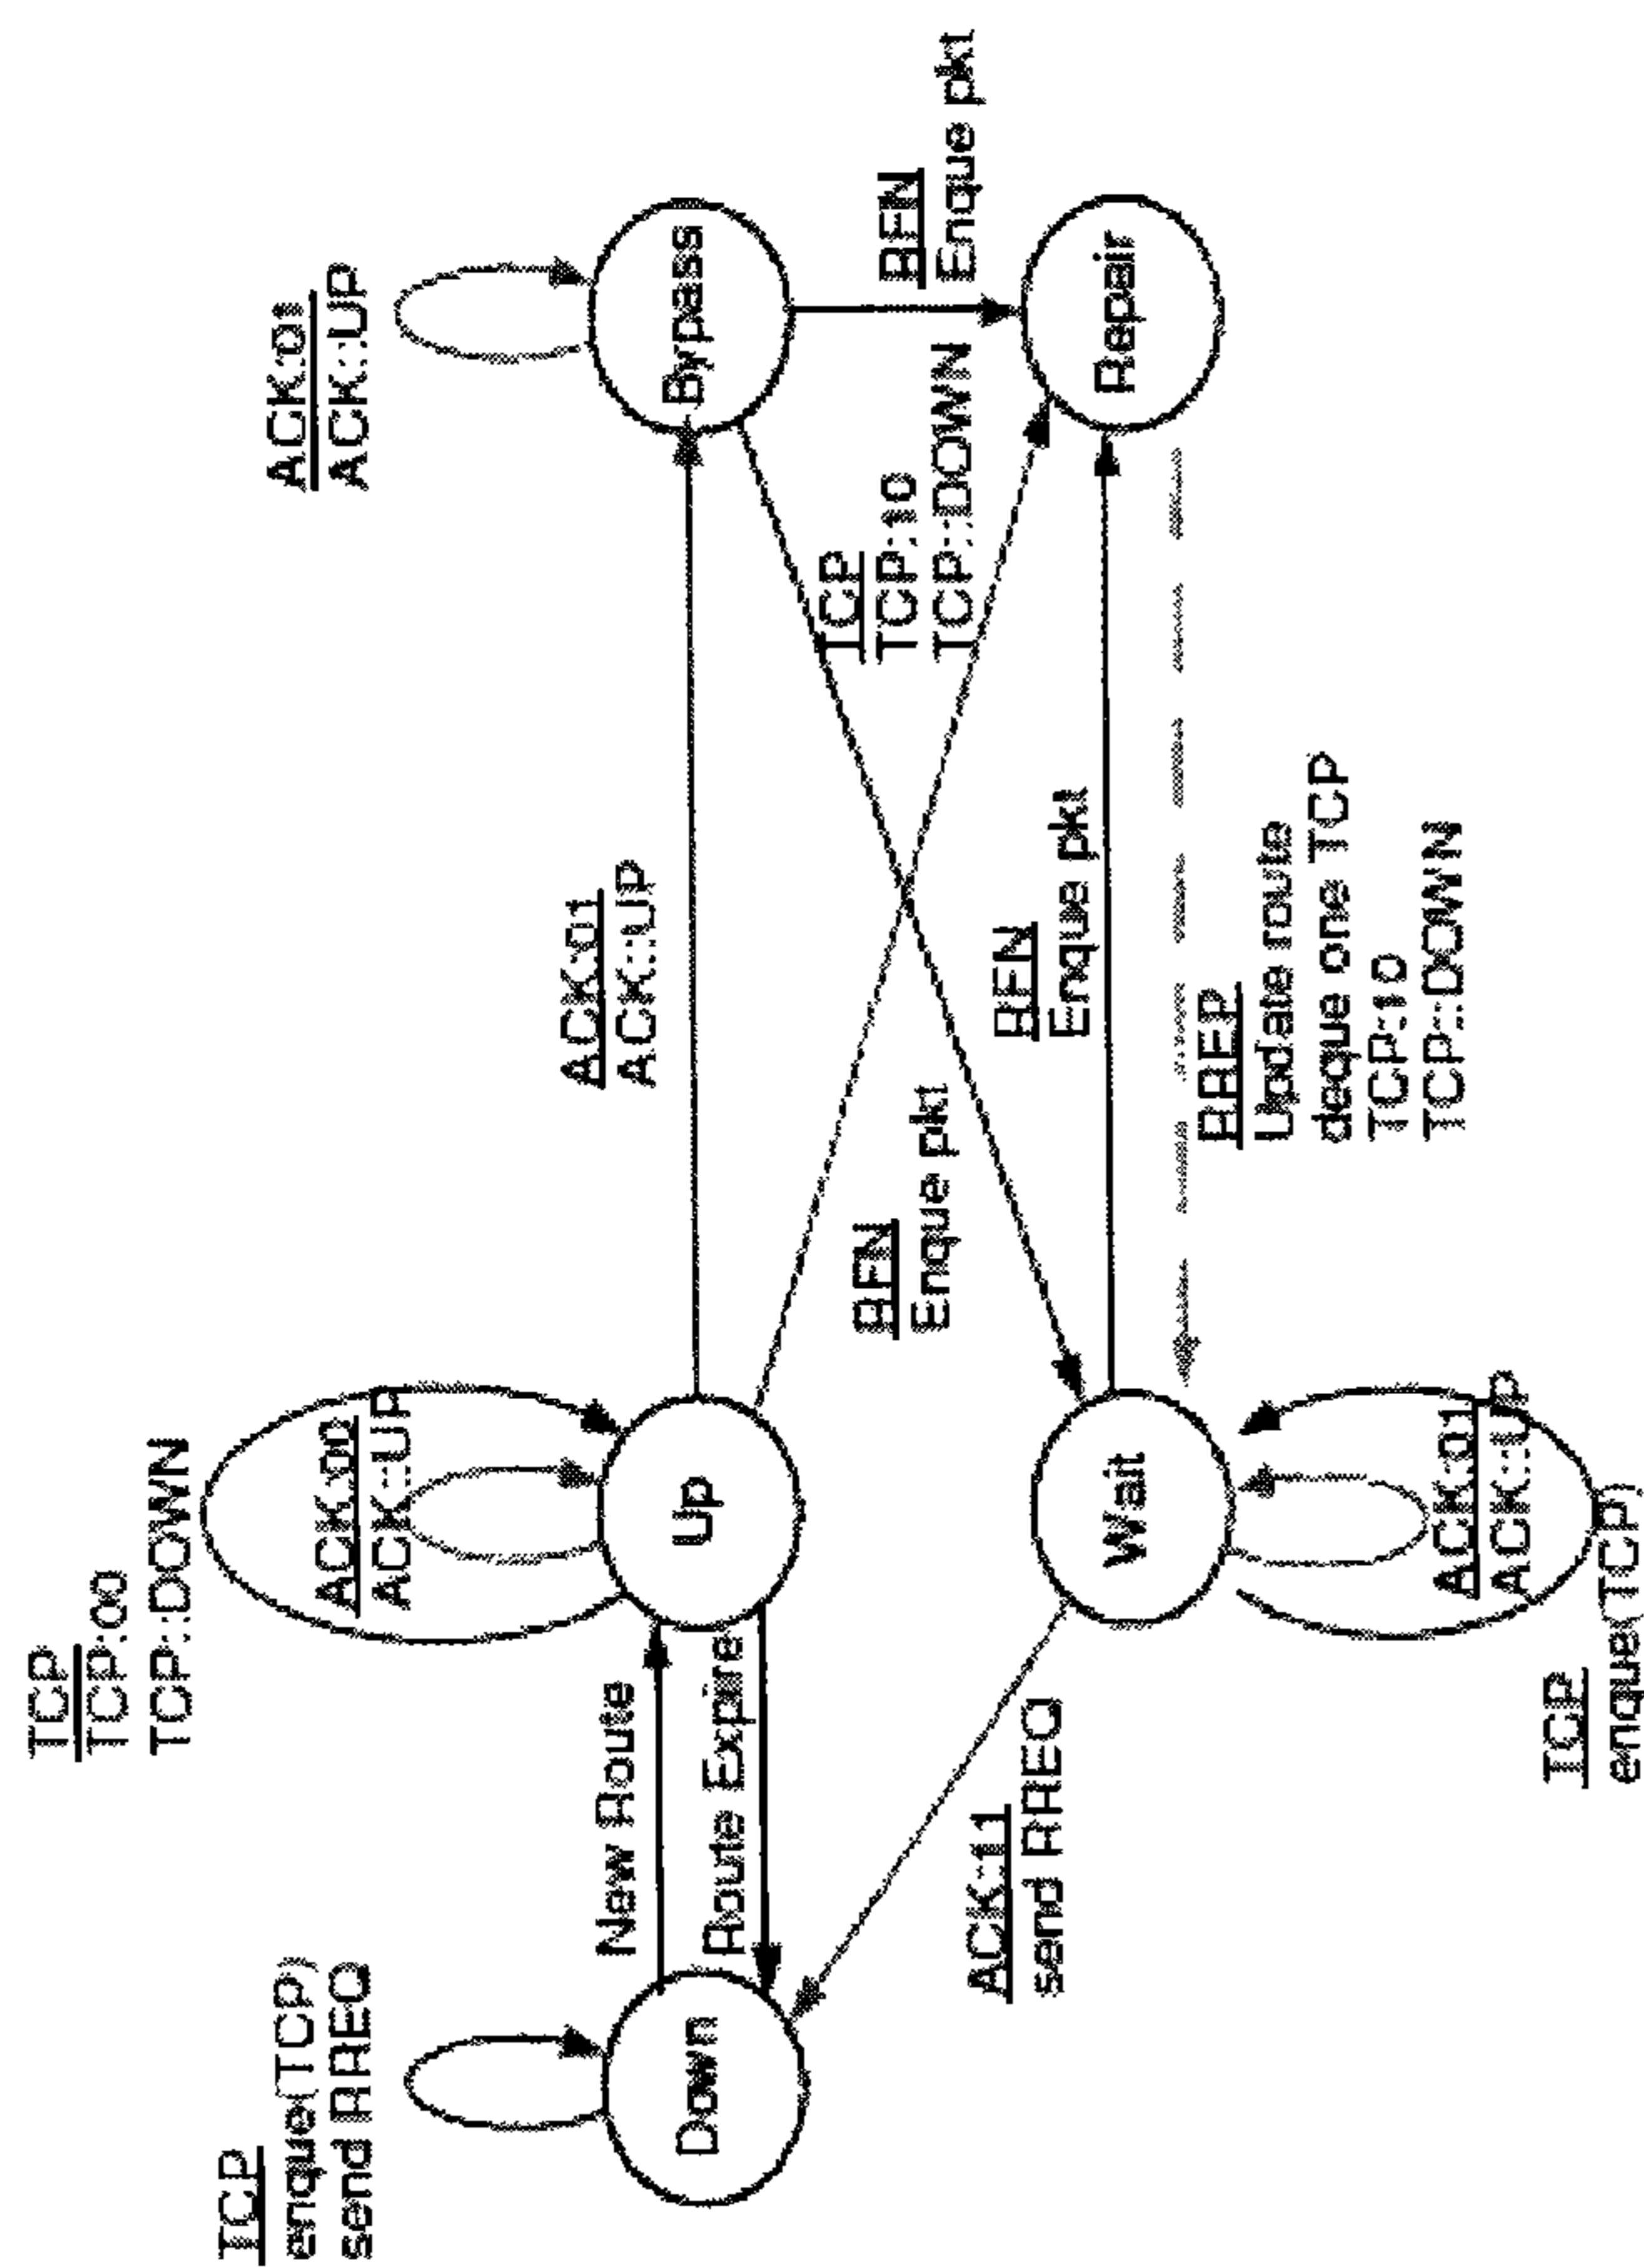 TCP
TCP:00
TCP::DOWN
TCP
enque(TCP)
send RREQ
ACK:00
ACK::UP
ACK:01
ACK::UP
New Route
Route Expire
ACK:01
ACK::UP
Down
Up
Bypass
RFN
Enque pkt
TCP
TCP:10
TCP::DOWN
RFN
Enque pkt
ACK:11
send RREQ
RFN
Enque pkt
Wait
Repair
RREP
Update route
deque one TCP
TCP:10
TCP::DOWN
ACK:01
ACK::UP
TCP
enque(TCP)